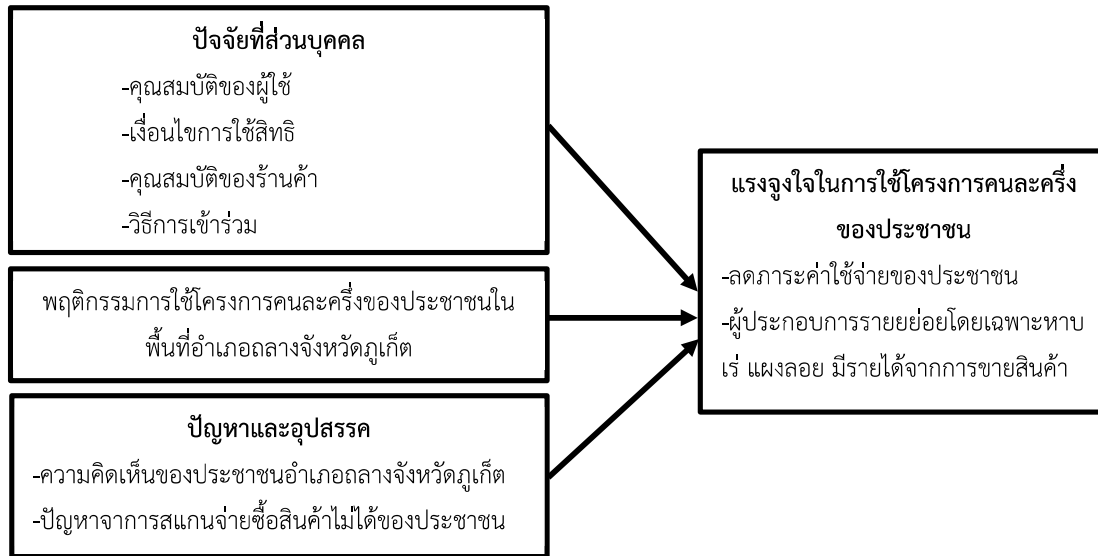 ปัจจัยที่ส่วนบุคคล
-คุณสมบัติของผู้ใช้
-เงื่อนไขการใช้สิทธิ
-คุณสมบัติของร้านค้า
-วิธีการเข้าร่วม
พฤติกรรมการใช้โครงการคนละครึ่งของประชาชนใน
พื้นที่อำเภอถลางจังหวัดภูเก็ต
ปัญหาและอุปสรรค
-ความคิดเห็นของประชาชนอำเภอถลางจังหวัดภูเก็ต
-ปัญหาจาการสแกนจ่ายซื้อสินค้าไม่ได้ของประชาชน
แรงจูงใจในการใช้โครงการคนละครึ่ง
ของประชาชน
-ลดภาระค่าใช้จ่ายของประชาชน
-ผู้ประกอบการรายยย่อยโดยเฉพาะหาบ
เร่ แผงลอย มีรายได้จากการขายสินค้า